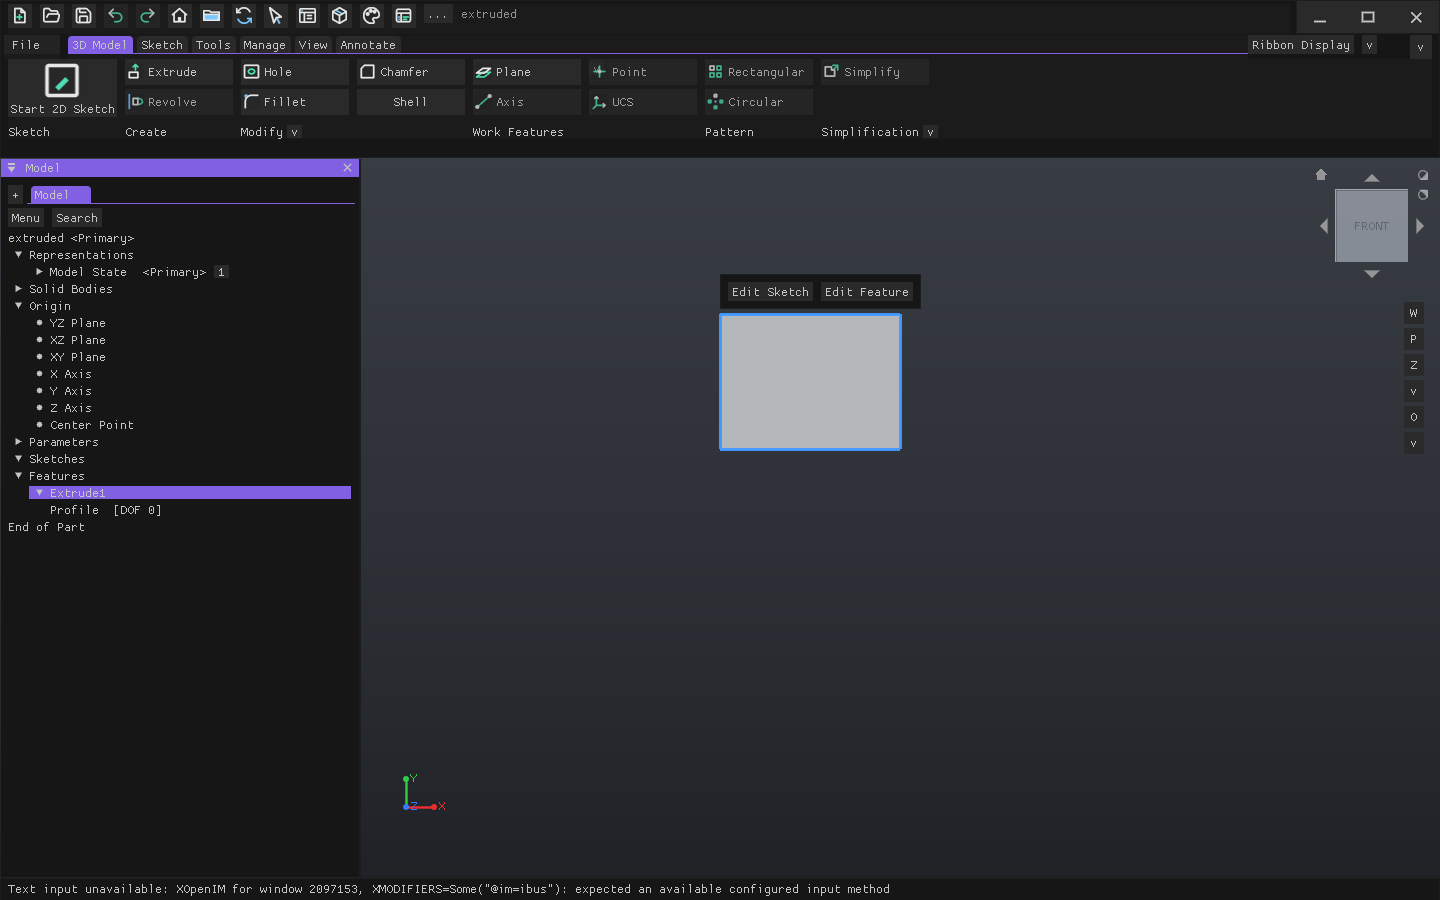 ... extruded
File 3D Model Sketch Tools Manage View Annotate Ribbon Display v v
Start 2D Sketch
Extrude
Revolve
Hole
Fillet
Chamfer
Shell
Plane
Axis
Point
UCS
Rectangular
Circular
Simplify
Sketch Create Modify v Work Features Pattern Simplification v
Model
+ Model
Menu Search
extruded <Primary>
Representations
Model State <Primary> 1
Solid Bodies
Origin
YZ Plane
XZ Plane
XY Plane
X Axis
Y Axis
Z Axis
Center Point
Parameters
Sketches
Features
Extrude1
Profile [DOF 0]
End of Part
Edit Sketch Edit Feature
FRONT
W
P
Z
v
O
v
Y
Z X
Text input unavailable: XOpenIM for window 2097153, XMODIFIERS=Some("@im=ibus"): expected an available configured input method